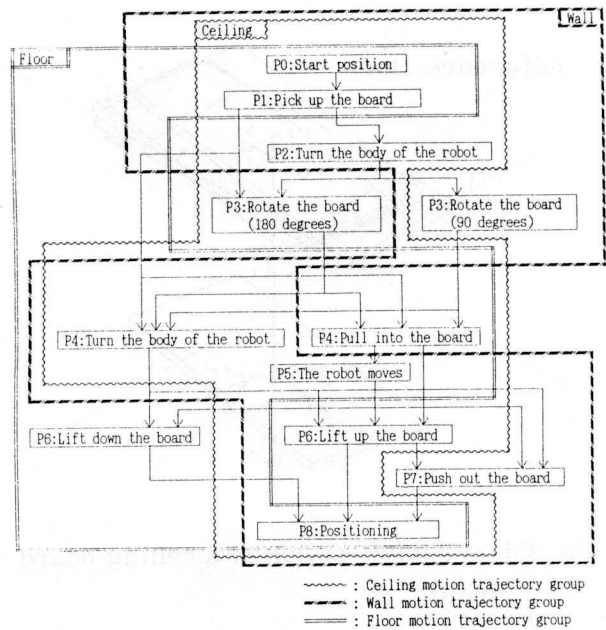 Wall
Ceiling
Floor
P0:Start position
P1:Pick up the board
P2:Turn the body of the robot
P3:Rotate the board
(180 degrees)
P3:Rotate the board
(90 degrees)
P4:Turn the body of the robot
P4:Pull into the board
P5:The robot moves
P6:Lift down the board
P6:Lift up the board
P7:Push out the board
P8:Positioning
: Ceiling motion trajectory group
: Wall motion trajectory group
: Floor motion trajectory group